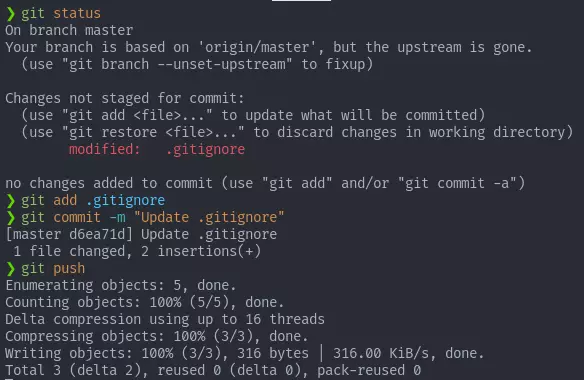 ❯ git status
On branch master
Your branch is based on 'origin/master', but the upstream is gone.
  (use "git branch --unset-upstream" to fixup)

Changes not staged for commit:
  (use "git add <file>..." to update what will be committed)
  (use "git restore <file>..." to discard changes in working directory)
        modified:   .gitignore

no changes added to commit (use "git add" and/or "git commit -a")
❯ git add .gitignore
❯ git commit -m "Update .gitignore"
[master d6ea71d] Update .gitignore
 1 file changed, 2 insertions(+)
❯ git push
Enumerating objects: 5, done.
Counting objects: 100% (5/5), done.
Delta compression using up to 16 threads
Compressing objects: 100% (3/3), done.
Writing objects: 100% (3/3), 316 bytes | 316.00 KiB/s, done.
Total 3 (delta 2), reused 0 (delta 0), pack-reused 0